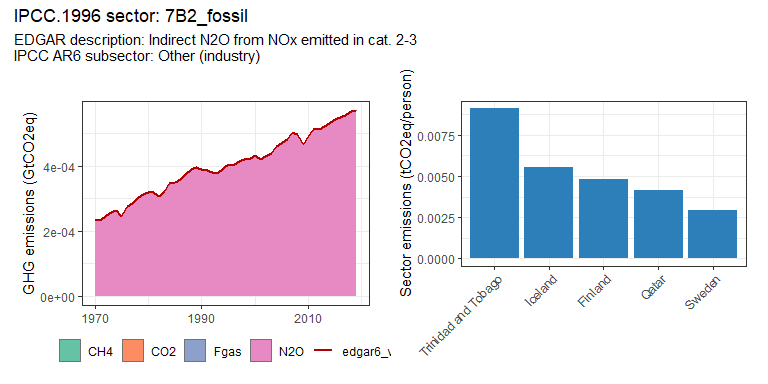 IPCC.1996 sector: 7B2_fossil
EDGAR description: Indirect N2O from NOx emitted in cat. 2-3
IPCC AR6 subsector: Other (industry)
GHG emissions (GtCO2eq)
4e-04
2e-04
0e+00
1970
1990
2010
CH4
CO2
Fgas
N2O
edgar6_v
Sector emissions (tCO2eq/person)
0.0075
0.0050
0.0025
0.0000
Trinidad and Tobago
Iceland
Finland
Qatar
Sweden